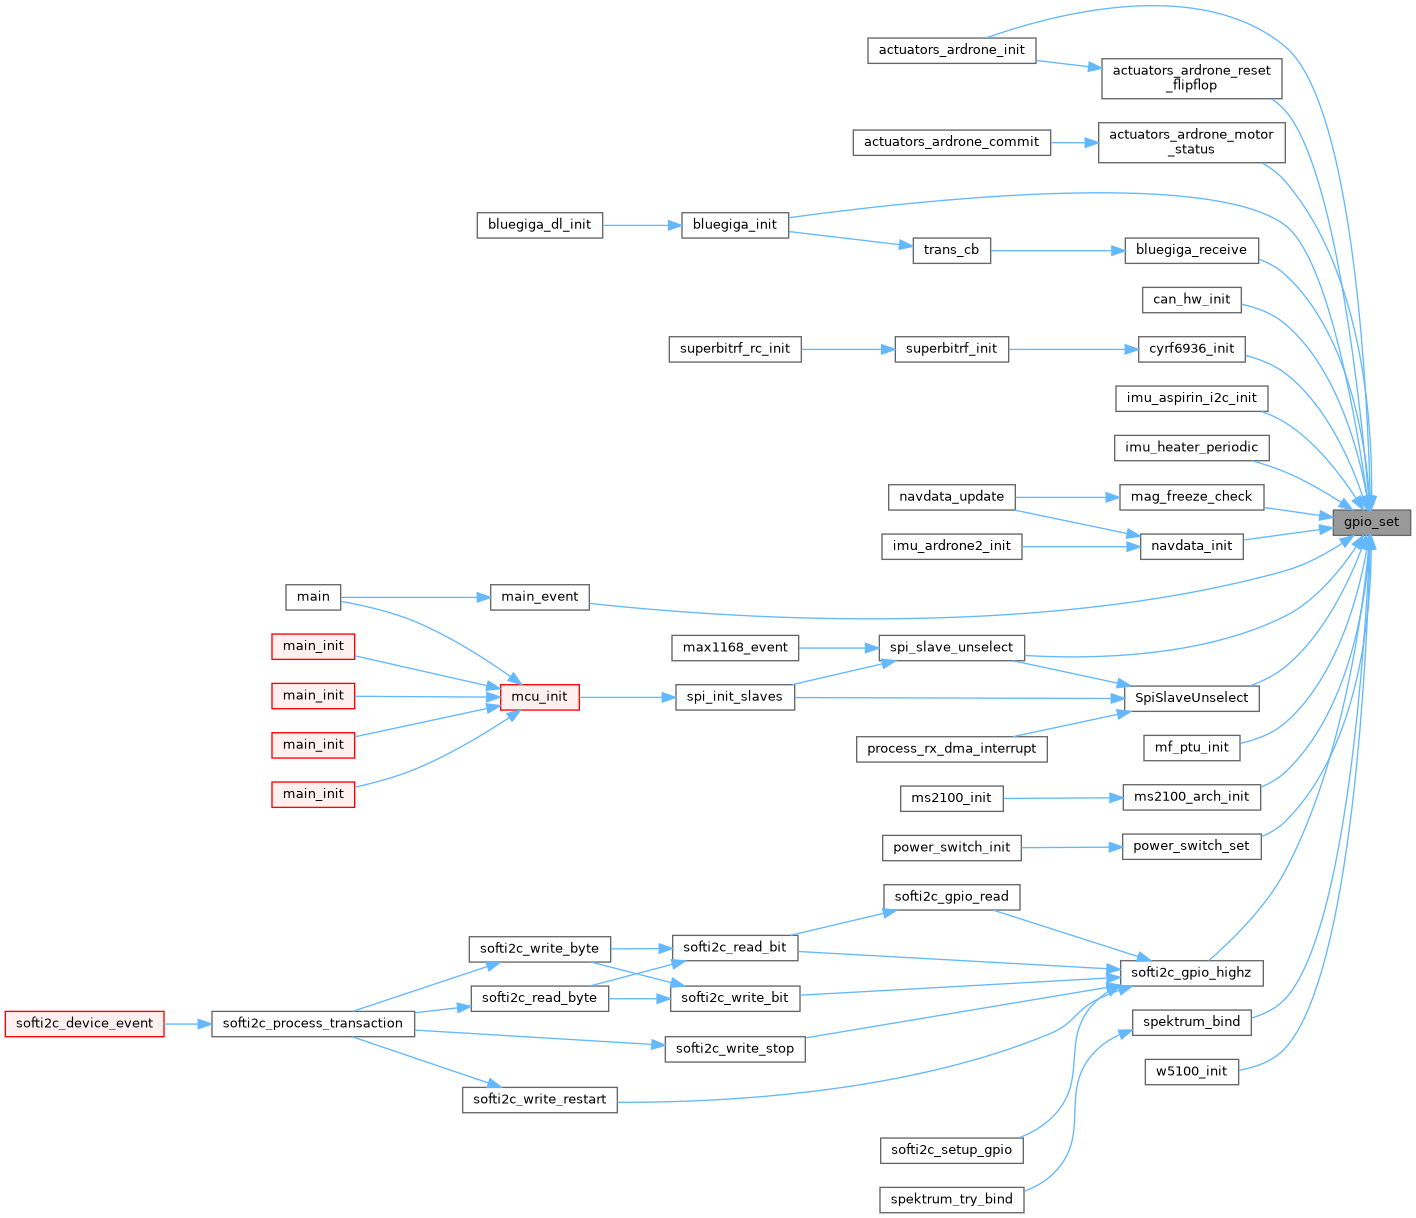 actuators_ardrone_init
actuators_ardrone_reset
_flipflop
actuators_ardrone_commit
actuators_ardrone_motor
_status
bluegiga_dl_init
bluegiga_init
trans_cb
bluegiga_receive
can_hw_init
superbitrf_rc_init
superbitrf_init
cyrf6936_init
imu_aspirin_i2c_init
imu_heater_periodic
navdata_update
mag_freeze_check
gpio_set
imu_ardrone2_init
navdata_init
main
main_event
main_init
max1168_event
spi_slave_unselect
main_init
mcu_init
spi_init_slaves
SpiSlaveUnselect
main_init
process_rx_dma_interrupt
mf_ptu_init
main_init
ms2100_init
ms2100_arch_init
power_switch_init
power_switch_set
softi2c_gpio_read
softi2c_write_byte
softi2c_read_bit
softi2c_gpio_highz
softi2c_read_byte
softi2c_write_bit
softi2c_device_event
softi2c_process_transaction
spektrum_bind
softi2c_write_stop
w5100_init
softi2c_write_restart
softi2c_setup_gpio
spektrum_try_bind